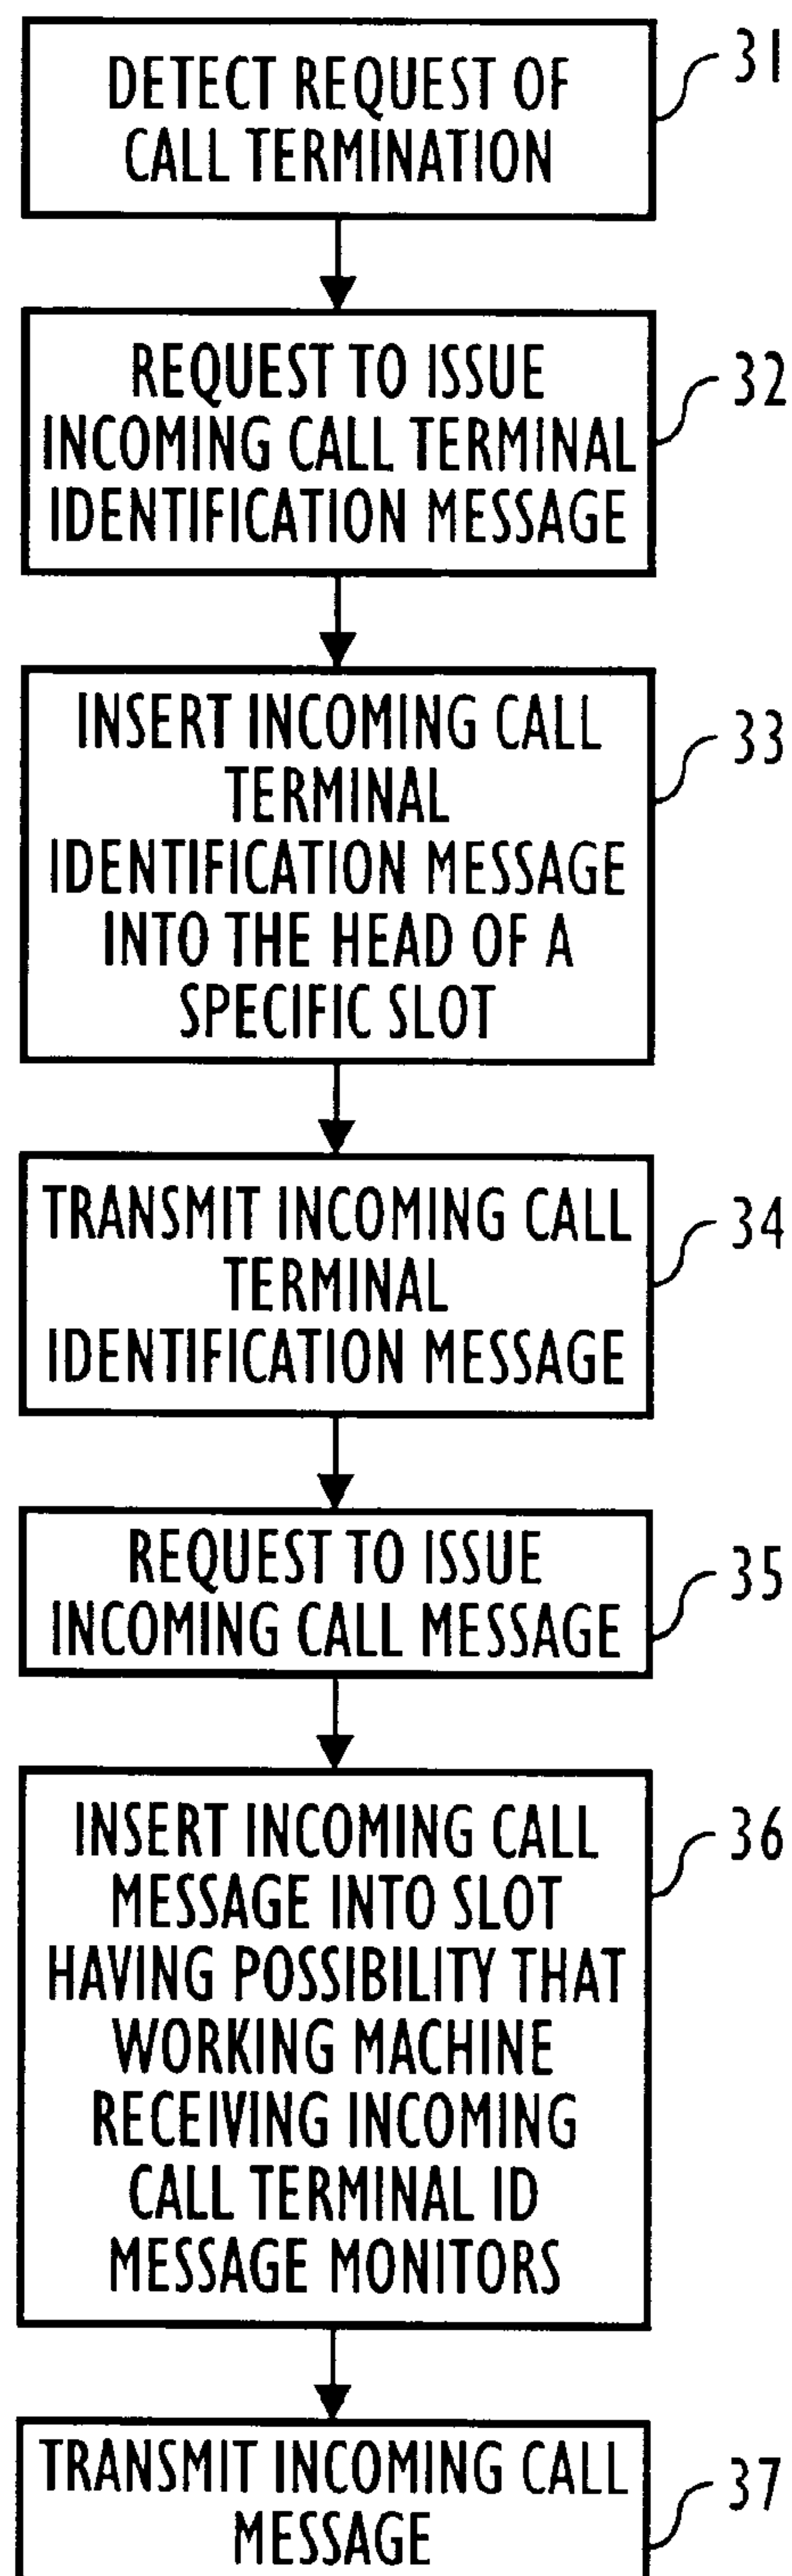 DETECT REQUEST OF
CALL TERMINATION
31
REQUEST TO ISSUE
INCOMING CALL TERMINAL
IDENTIFICATION MESSAGE
32
INSERT INCOMING CALL
TERMINAL
IDENTIFICATION MESSAGE
INTO THE HEAD OF A
SPECIFIC SLOT
33
TRANSMIT INCOMING CALL
TERMINAL
IDENTIFICATION MESSAGE
34
REQUEST TO ISSUE
INCOMING CALL MESSAGE
35
INSERT INCOMING CALL
MESSAGE INTO SLOT
HAVING POSSIBILITY THAT
WORKING MACHINE
RECEIVING INCOMING
CALL TERMINAL ID
MESSAGE MONITORS
36
TRANSMIT INCOMING CALL
MESSAGE
37